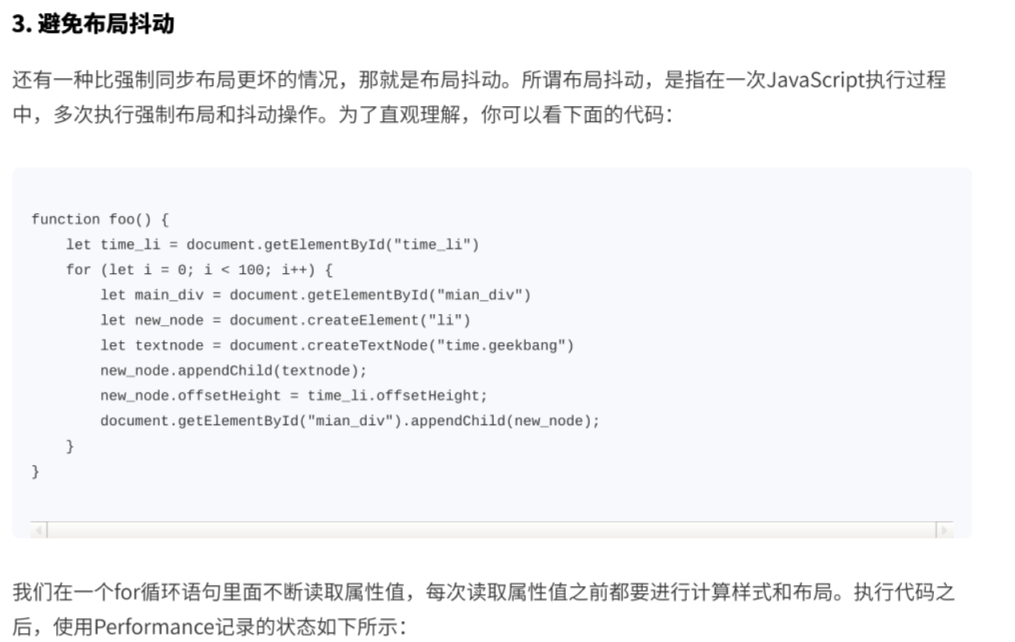 3. 避免布局抖动
还有一种比强制同步布局更坏的情况，那就是布局抖动。所谓布局抖动，是指在一次JavaScript执行过程
中，多次执行强制布局和抖动操作。为了直观理解，你可以看下面的代码：
function foo() {
    let time_li = document.getElementById("time_li")
    for (let i = 0; i < 100; i++) {
        let main_div = document.getElementById("mian_div")
        let new_node = document.createElement("li")
        let textnode = document.createTextNode("time.geekbang")
        new_node.appendChild(textnode);
        new_node.offsetHeight = time_li.offsetHeight;
        document.getElementById("mian_div").appendChild(new_node);
    }
}
我们在一个for循环语句里面不断读取属性值，每次读取属性值之前都要进行计算样式和布局。执行代码之
后，使用Performance记录的状态如下所示：